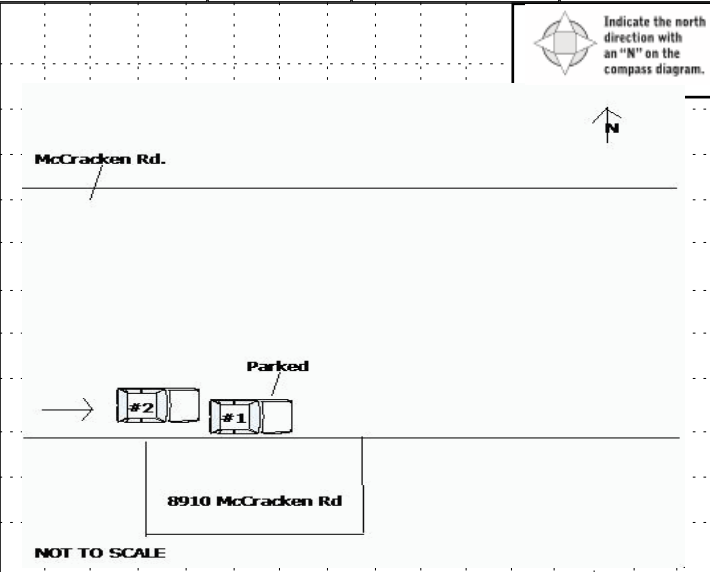 Indicate the north
direction with
an “N” on the
compass diagram.
N
McCracken Rd.
Parked
#2
#1
8910 McCracken Rd
NOT TO SCALE